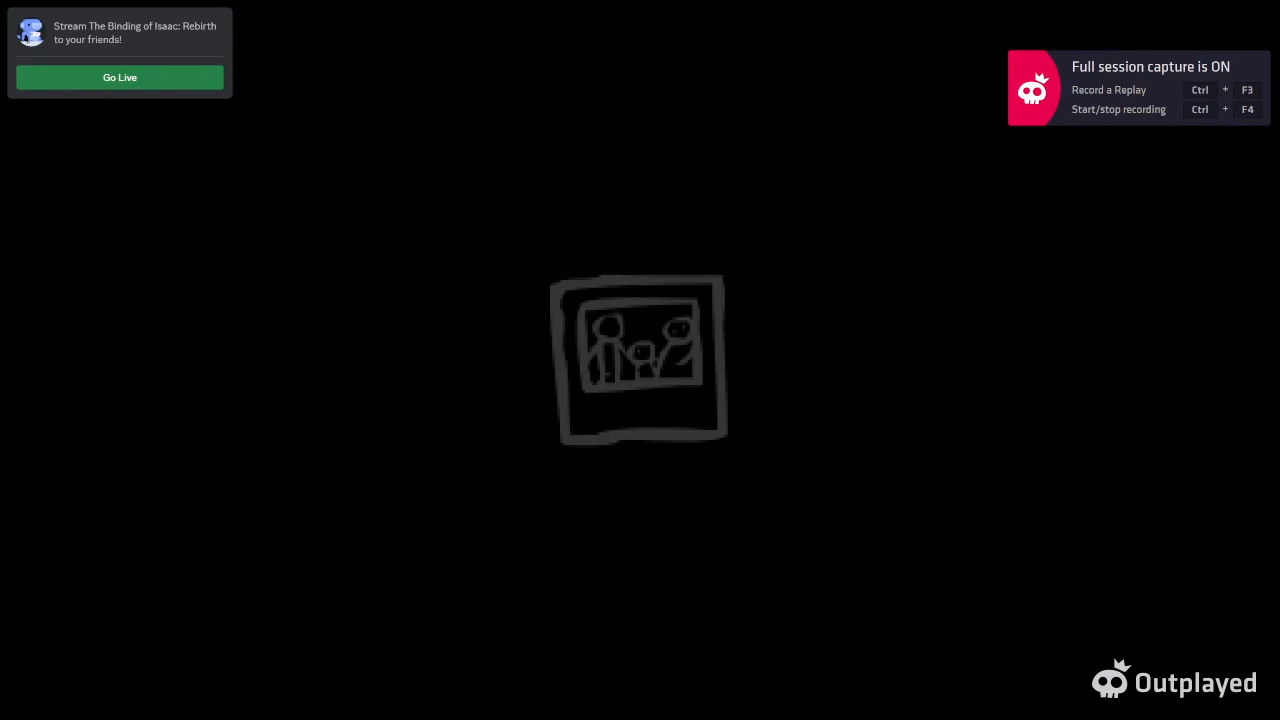 Stream The Binding of Isaac: Rebirth
to your friends!
Go Live
Full session capture is ON
Record a Replay Ctrl + F3
Start/stop recording Ctrl + F4
Outplayed